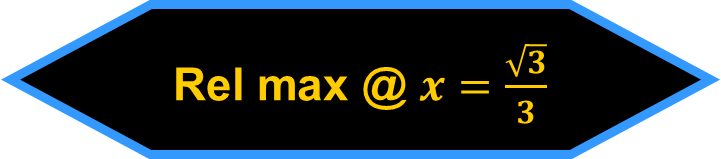 Rel max @ x = √3/3